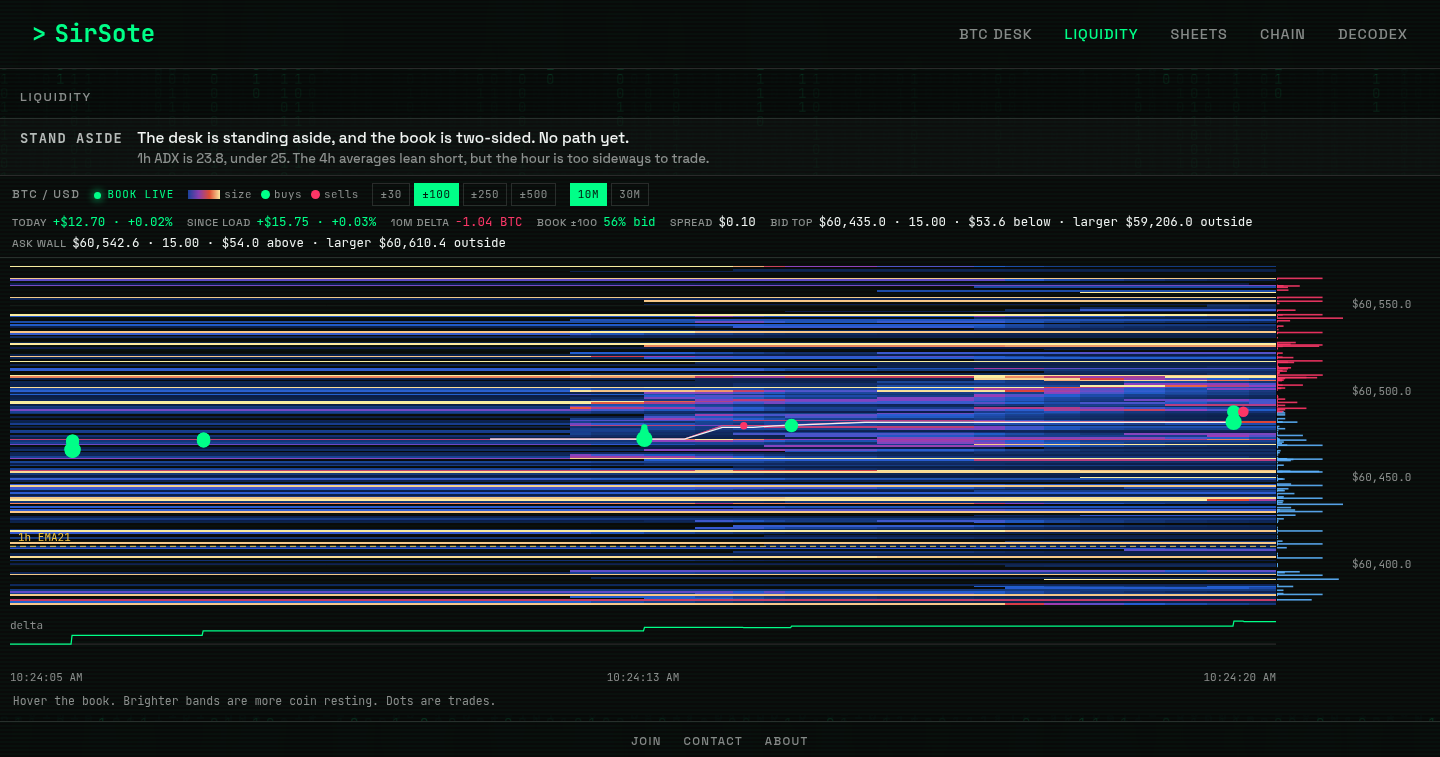 > SirSote
BTC DESK LIQUIDITY SHEETS CHAIN DECODEX
LIQUIDITY
STAND ASIDE The desk is standing aside, and the book is two-sided. No path yet.
1h ADX is 23.8, under 25. The 4h averages lean short, but the hour is too sideways to trade.
BTC / USD BOOK LIVE size buys sells ±30 ±100 ±250 ±500 10M 30M
TODAY +$12.70 · +0.02% SINCE LOAD +$15.75 · +0.03% 10M DELTA -1.04 BTC BOOK ±100 56% bid SPREAD $0.10 BID TOP $60,435.0 · 15.00 · $53.6 below · larger $59,206.0 outside
ASK WALL $60,542.6 · 15.00 · $54.0 above · larger $60,610.4 outside
$60,550.0
$60,500.0
$60,450.0
1h EMA21
$60,400.0
delta
10:24:05 AM 10:24:13 AM 10:24:20 AM
Hover the book. Brighter bands are more coin resting. Dots are trades.
JOIN CONTACT ABOUT